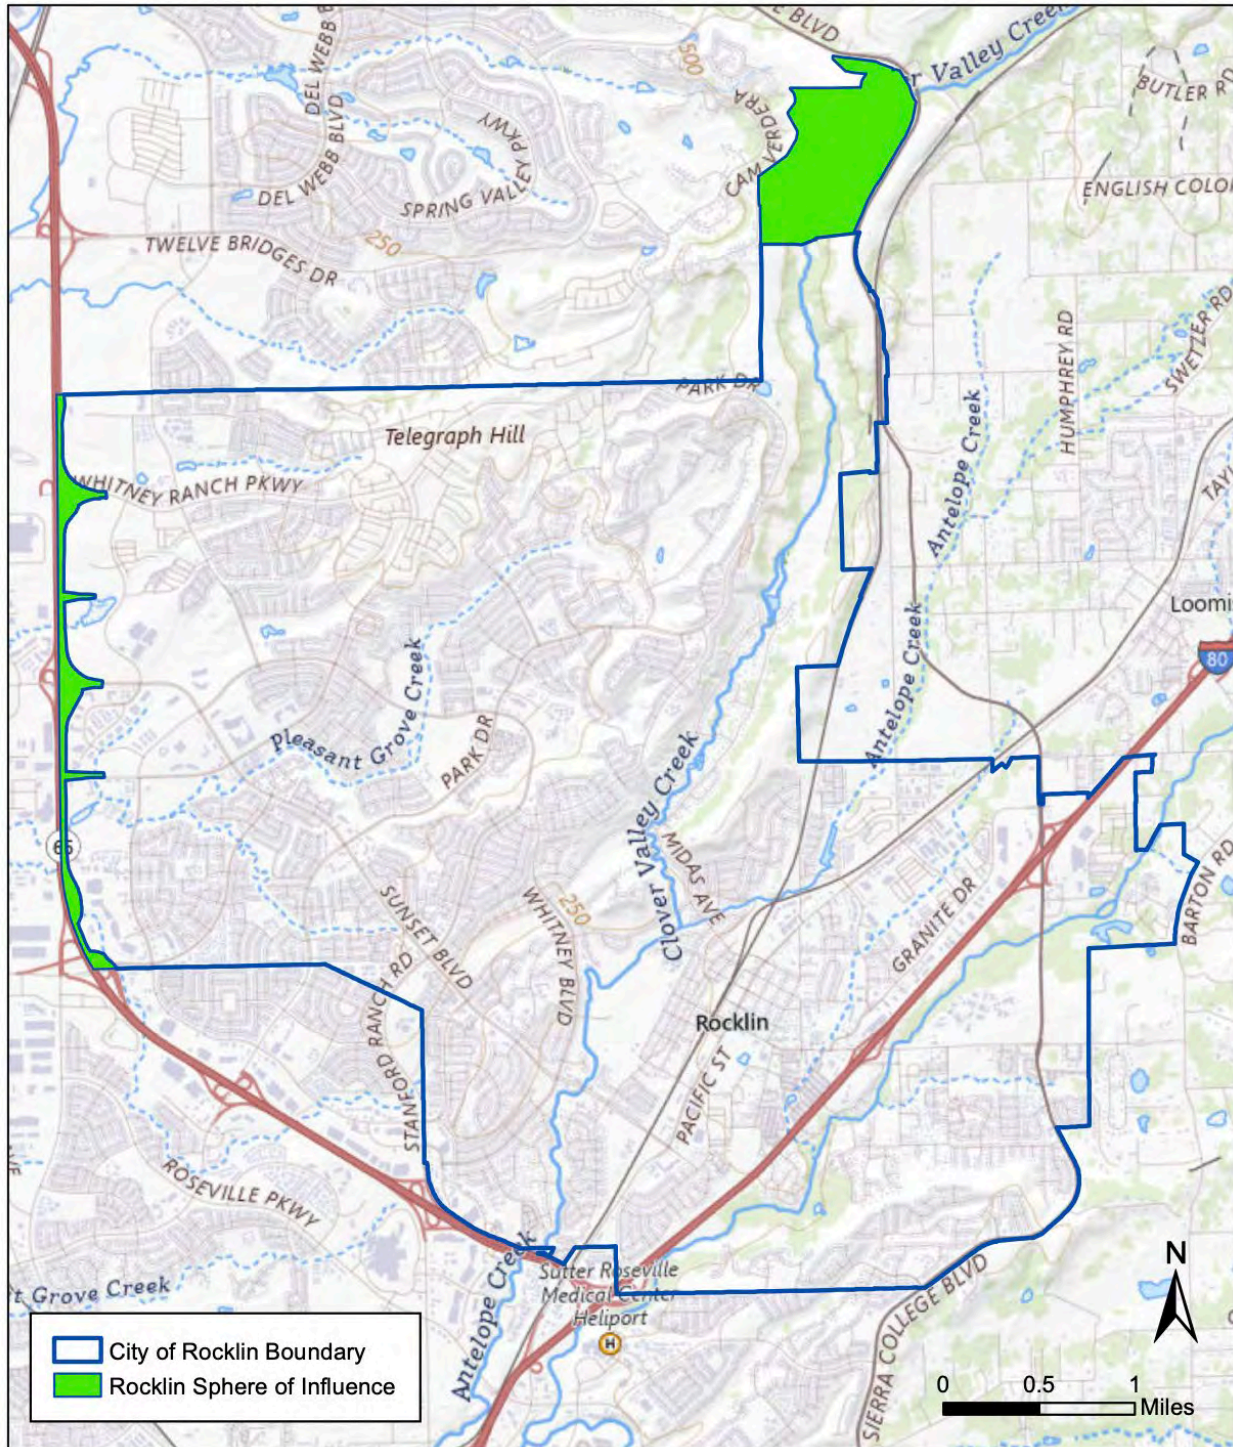 E BLVD
DEL WEBB B
500
er Valley Creek
BUTLER RD
DEL WEBB BLVD
SPRING VALLEY PKWY
CAM VERDERA
ENGLISH COLO
TWELVE BRIDGES DR
250
HUMPHREY RD
SWETZER RD
PARK DR
Telegraph Hill
Antelope Creek
WHITNEY RANCH PKWY
TAY
Loomi
80
Antelope Creek
Pleasant Grove Creek
PARK DR
Clover Valley Creek
65
MIDAS AVE
SUNSET BLVD
WHITNEY BLVD
250
GRANITE DR
BARTON RD
STANFORD RANCH RD
Rocklin
PACIFIC ST
ROSEVILLE PKWY
Antelope Creek
Sutter Roseville
Medical Center
Heliport
H
t Grove Creek
SIERRA COLLEGE BLVD
N
City of Rocklin Boundary
Rocklin Sphere of Influence
0 0.5 1
Miles